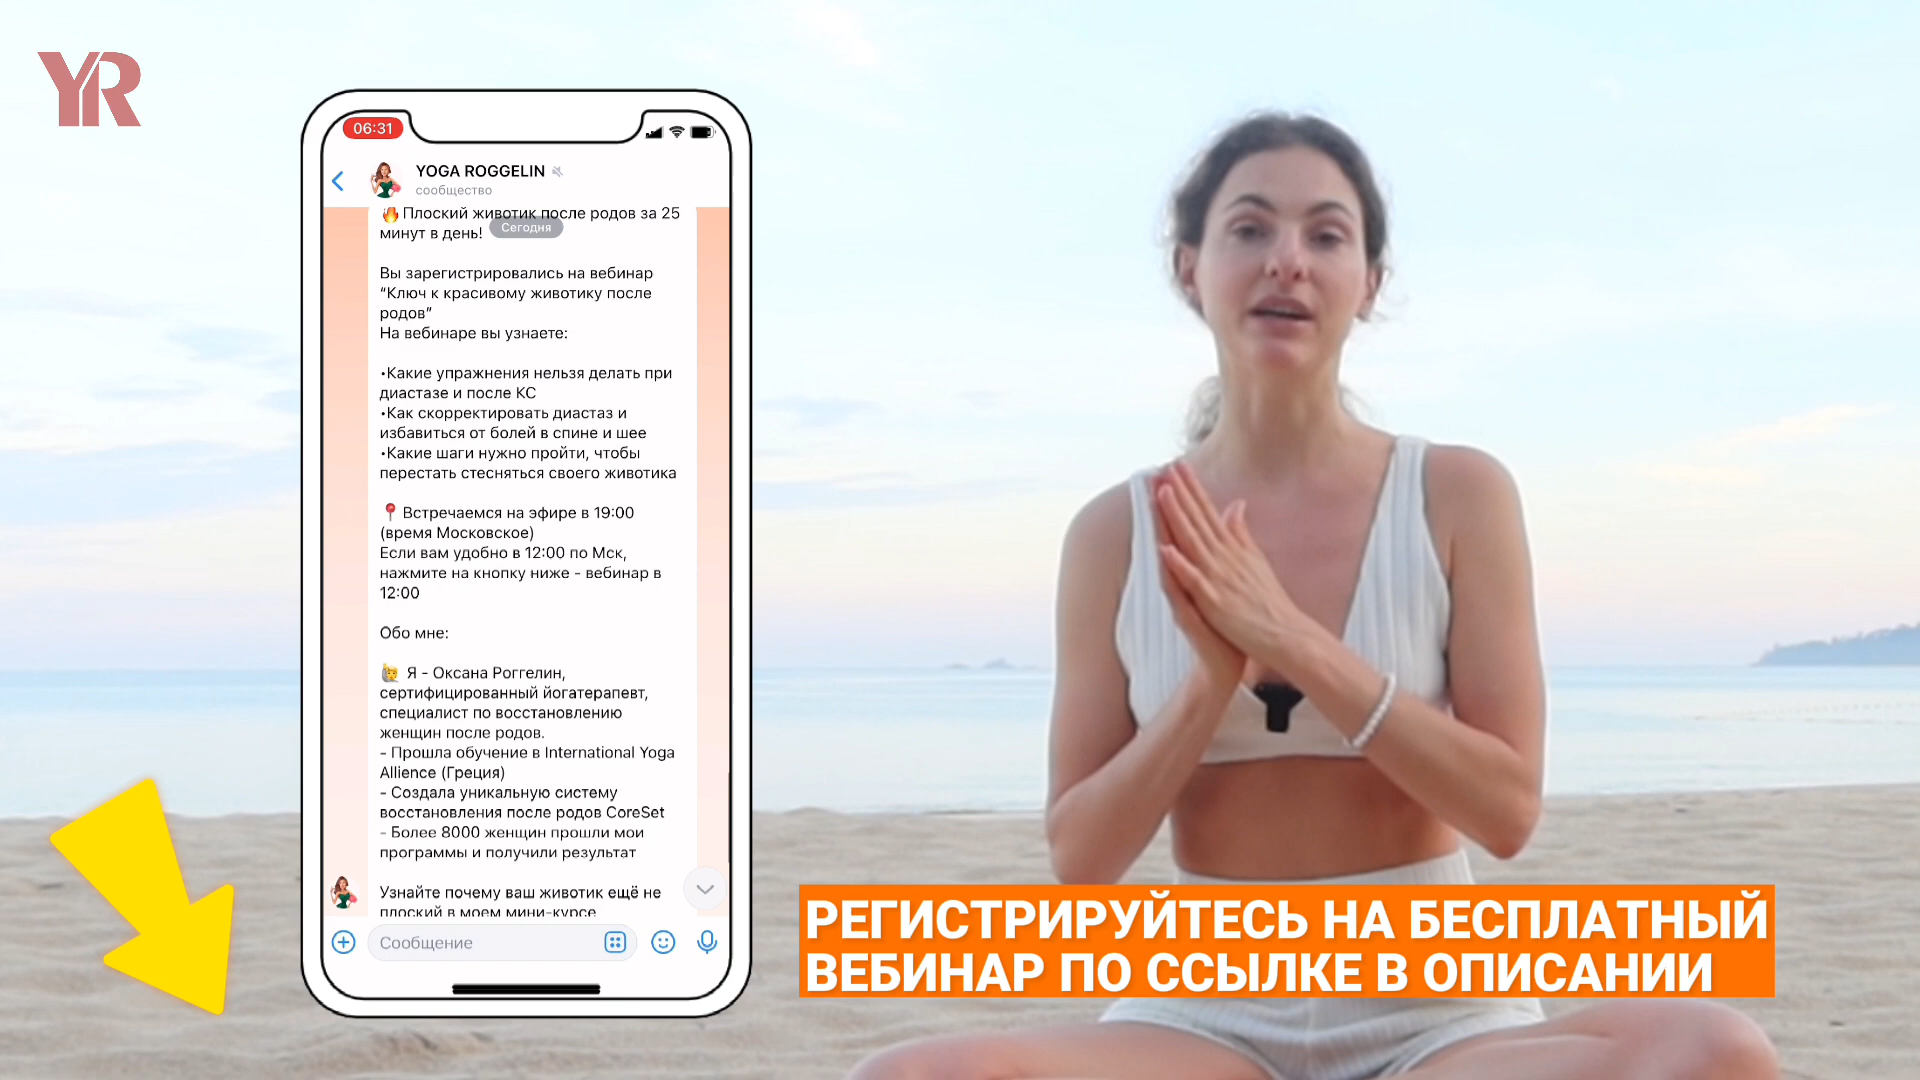 YR
06:31
YOGA ROGGELIN
сообщество
🔥 Плоский животик после родов за 25
минут в день!
Сегодня
Вы зарегистрировались на вебинар
“Ключ к красивому животику после
родов”
На вебинаре вы узнаете:
•Какие упражнения нельзя делать при
диастазе и после КС
•Как скорректировать диастаз и
избавиться от болей в спине и шее
•Какие шаги нужно пройти, чтобы
перестать стесняться своего животика
📍 Встречаемся на эфире в 19:00
(время Московское)
Если вам удобно в 12:00 по Мск,
нажмите на кнопку ниже - вебинар в
12:00
Обо мне:
🙋 Я - Оксана Роггелин,
сертифицированный йогатерапевт,
специалист по восстановлению
женщин после родов.
- Прошла обучение в International Yoga
Allience (Греция)
- Создала уникальную систему
восстановления после родов CoreSet
- Более 8000 женщин прошли мои
программы и получили результат
Узнайте почему ваш животик ещё не
плоский в моем мини-курсе
Сообщение
РЕГИСТРИРУЙТЕСЬ НА БЕСПЛАТНЫЙ
ВЕБИНАР ПО ССЫЛКЕ В ОПИСАНИИ